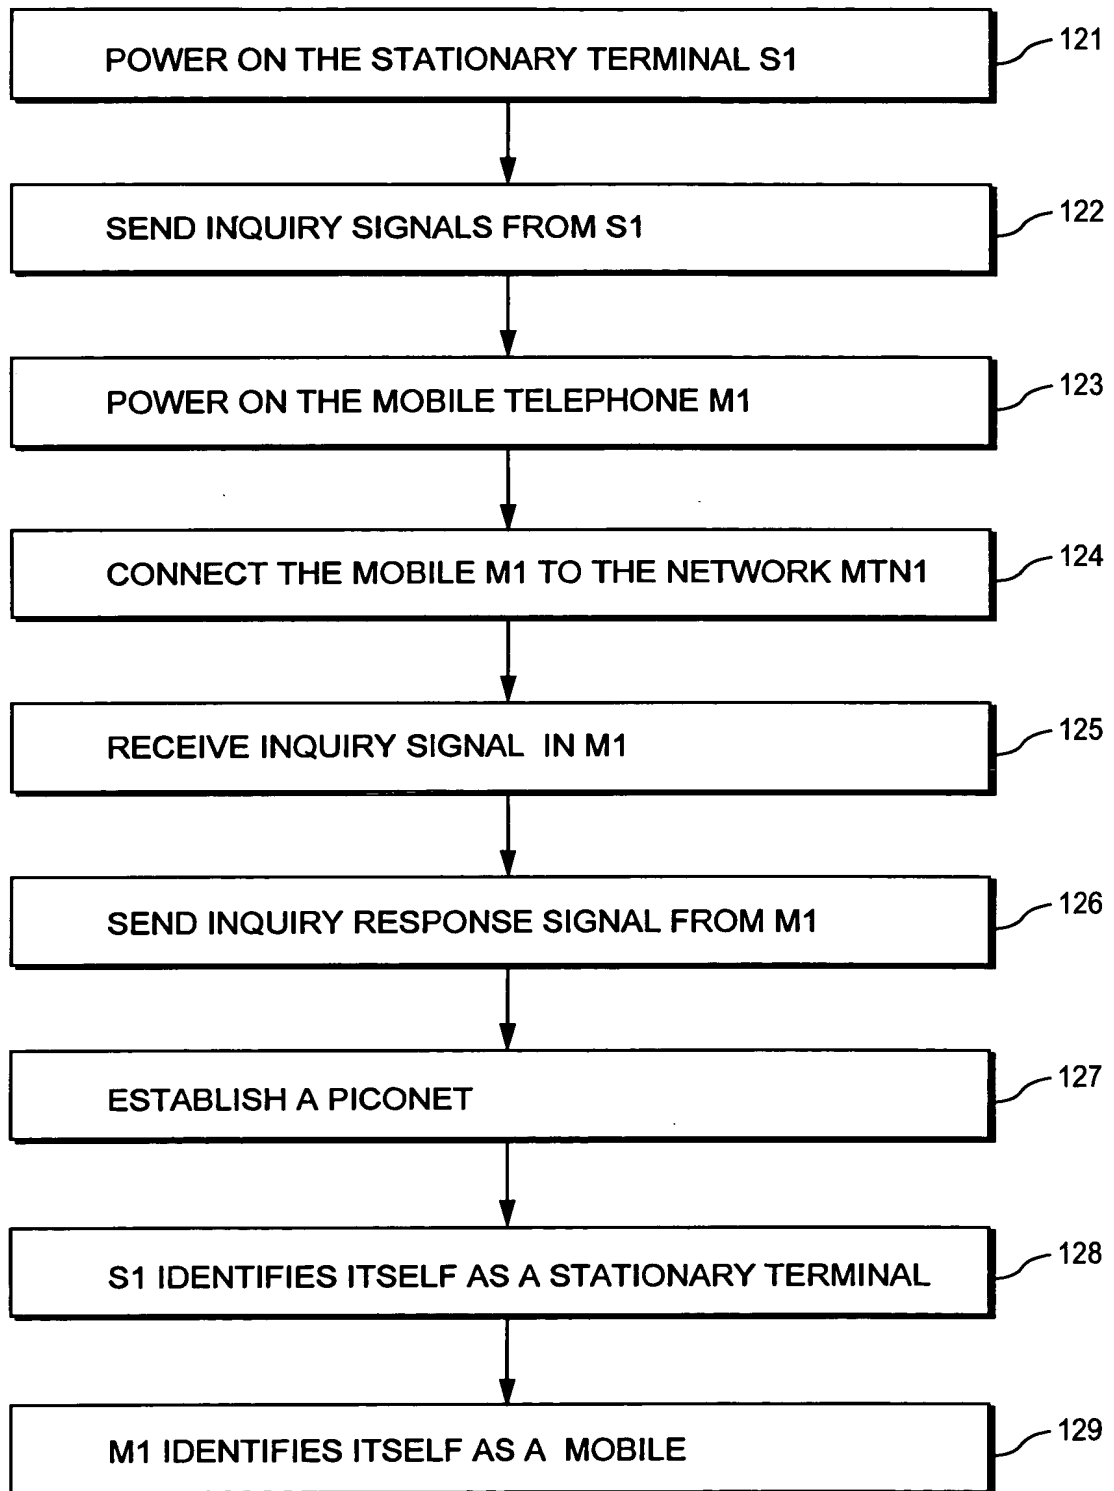 POWER ON THE STATIONARY TERMINAL S1
121
SEND INQUIRY SIGNALS FROM S1
122
POWER ON THE MOBILE TELEPHONE M1
123
CONNECT THE MOBILE M1 TO THE NETWORK MTN1
124
RECEIVE INQUIRY SIGNAL IN M1
125
SEND INQUIRY RESPONSE SIGNAL FROM M1
126
ESTABLISH A PICONET
127
S1 IDENTIFIES ITSELF AS A STATIONARY TERMINAL
128
M1 IDENTIFIES ITSELF AS A MOBILE
129